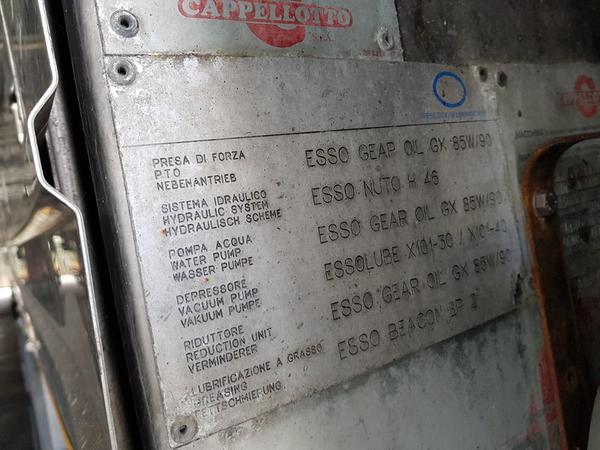 CAPPELLOTTO
PRESA DI FORZA
PTO
NEBENANTRIEB
ESSO GEAP OIL GX 85W/90
SISTEMA IDRAULICO
HYDRAULIC SYSTEM
HYDRAULISCH SCHEME
ESSO NUTO H 46
POMPA ACQUA
WATER PUMP
WASSER PUMPE
ESSO GEAR OIL GX 85W/90
DEPRESSORE
VACUUM PUMP
VAKUUM PUMPE
ESSOLUBE X101-30 / X101-40
RIDUTTORE
REDUCTION UNIT
VERMINDERER
ESSO GEAR OIL GX 85W/90
LUBRIFICAZIONE A GRASSO
GREASING
FETTSCHMIERUNG
ESSO BEACON EP 2